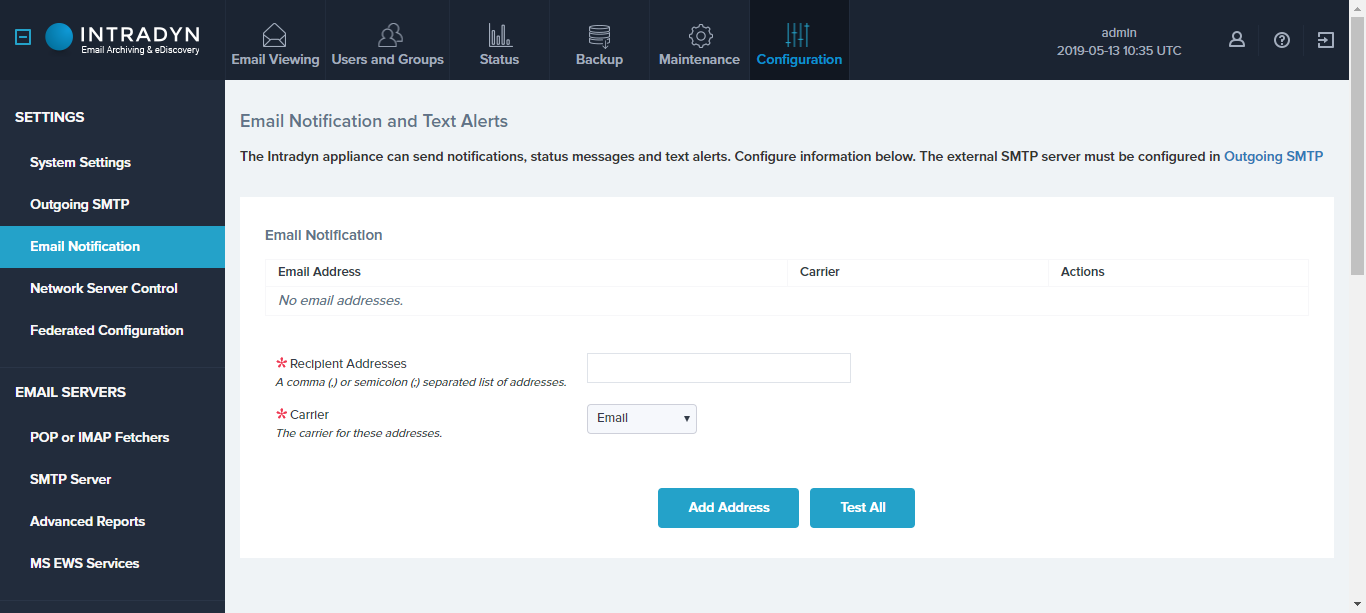 INTRADYN
Email Archiving & eDiscovery
Email Viewing
Users and Groups
Status
Backup
Maintenance
Configuration
admin
2019-05-13 10:35 UTC
SETTINGS
System Settings
Outgoing SMTP
Email Notification
Network Server Control
Federated Configuration
EMAIL SERVERS
POP or IMAP Fetchers
SMTP Server
Advanced Reports
MS EWS Services
Email Notification and Text Alerts
The Intradyn appliance can send notifications, status messages and text alerts. Configure information below. The external SMTP server must be configured in Outgoing SMTP
Email Notification
Email Address Carrier Actions
No email addresses.
* Recipient Addresses
A comma (,) or semicolon (;) separated list of addresses.
* Carrier
The carrier for these addresses.
Email
Add Address
Test All